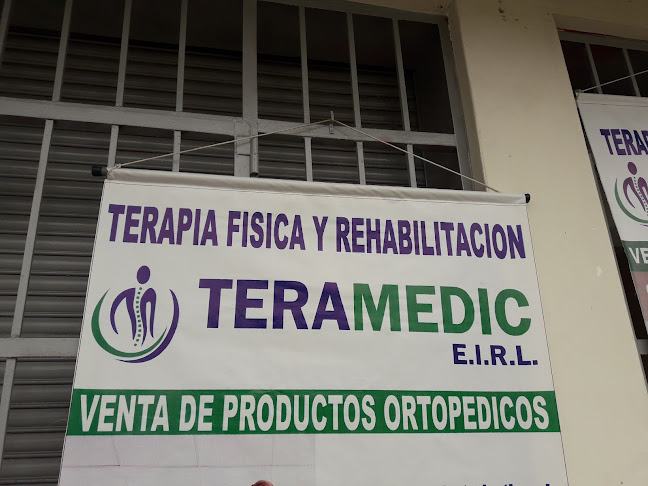 TERAPIA FISICA Y REHABILITACION
TERAMEDIC
E.I.R.L.
VENTA DE PRODUCTOS ORTOPEDICOS